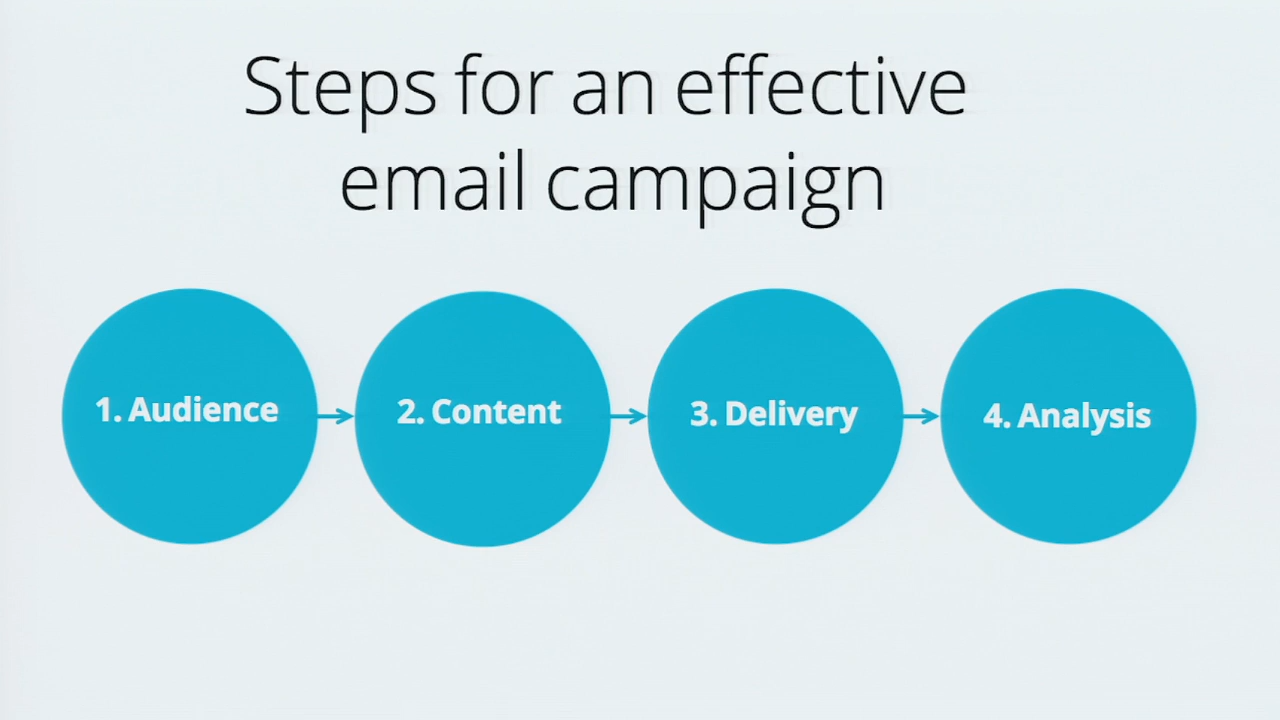 Steps for an effective
email campaign
1. Audience
2. Content
3. Delivery
4. Analysis